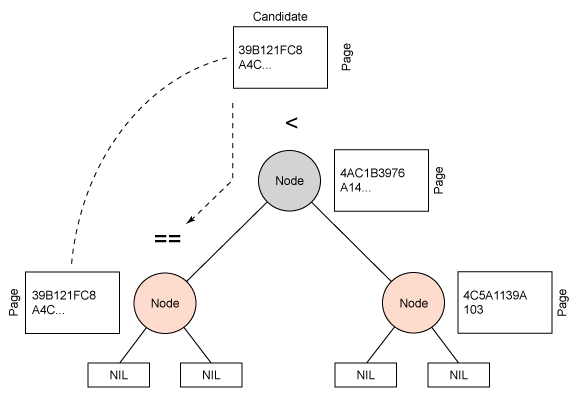 Candidate
39B121FC8
A4C...
Page
<
Node
4AC1B3976
A14...
Page
==
Page
39B121FC8
A4C...
Node
Node
4C5A1139A
103
Page
NIL
NIL
NIL
NIL